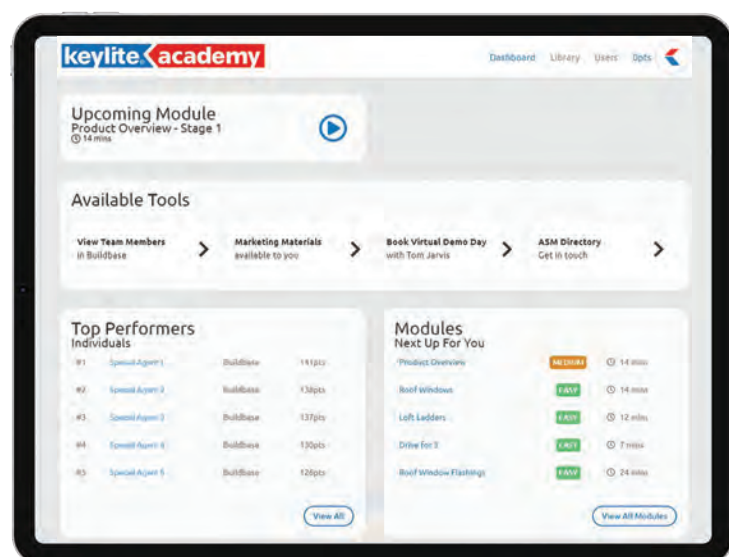 keylite academy
Dashboard Library Users 0pts
Upcoming Module
Product Overview - Stage 1
14 mins
Available Tools
View Team Members
in Buildbase
Marketing Materials
available to you
Book Virtual Demo Day
with Tom Jarvis
ASM Directory
Get in touch
Top Performers
Individuals
#1 Special Agent 1 Buildbase 141pts
#2 Special Agent 2 Buildbase 138pts
#3 Special Agent 3 Buildbase 137pts
#4 Special Agent 4 Buildbase 130pts
#5 Special Agent 5 Buildbase 126pts
View All
Modules
Next Up For You
Product Overview MEDIUM 14 mins
Roof Windows EASY 14 mins
Loft Ladders EASY 12 mins
Drive for 5 EASY 7 mins
Roof Window Flashings EASY 24 mins
View All Modules